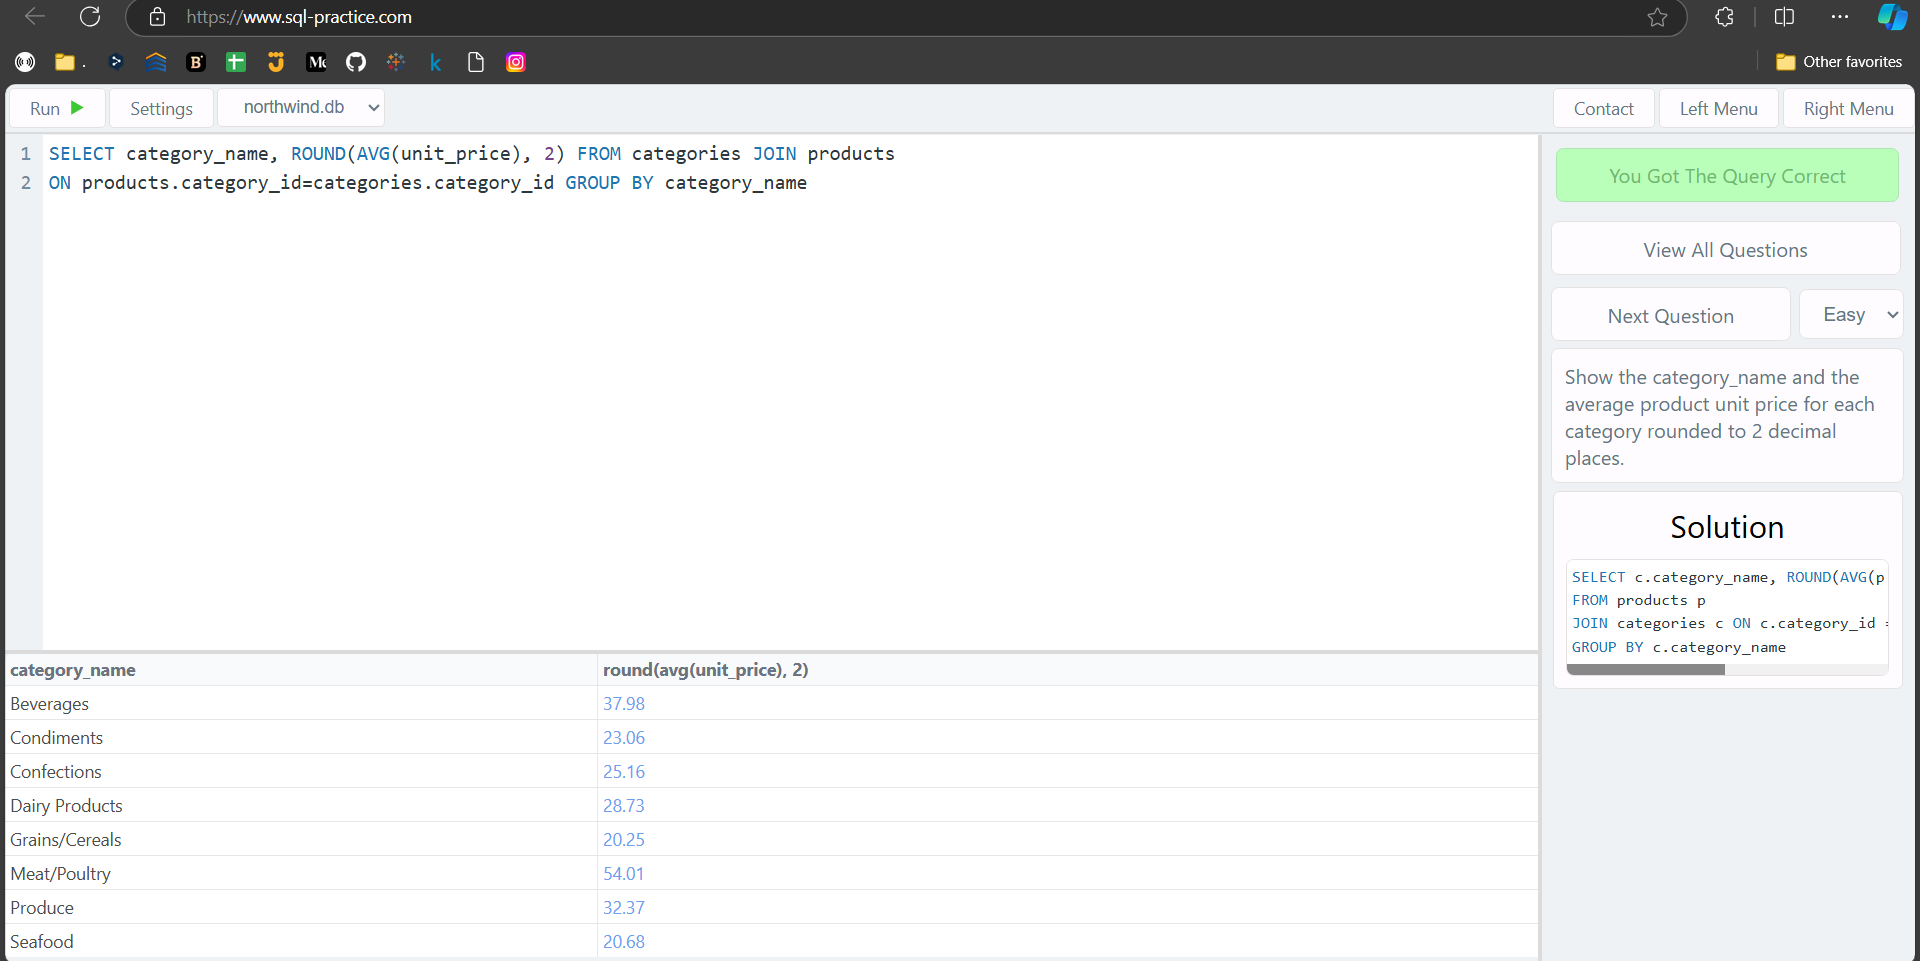 https://www.sql-practice.com
.
B
M
k
Other favorites
Run
Settings
northwind.db
Contact
Left Menu
Right Menu
1 SELECT category_name, ROUND(AVG(unit_price), 2) FROM categories JOIN products
2 ON products.category_id=categories.category_id GROUP BY category_name
You Got The Query Correct
View All Questions
Next Question
Easy
Show the category_name and the
average product unit price for each
category rounded to 2 decimal
places.
Solution
SELECT c.category_name, ROUND(AVG(p
FROM products p
JOIN categories c ON c.category_id =
GROUP BY c.category_name
category_name round(avg(unit_price), 2)
Beverages 37.98
Condiments 23.06
Confections 25.16
Dairy Products 28.73
Grains/Cereals 20.25
Meat/Poultry 54.01
Produce 32.37
Seafood 20.68